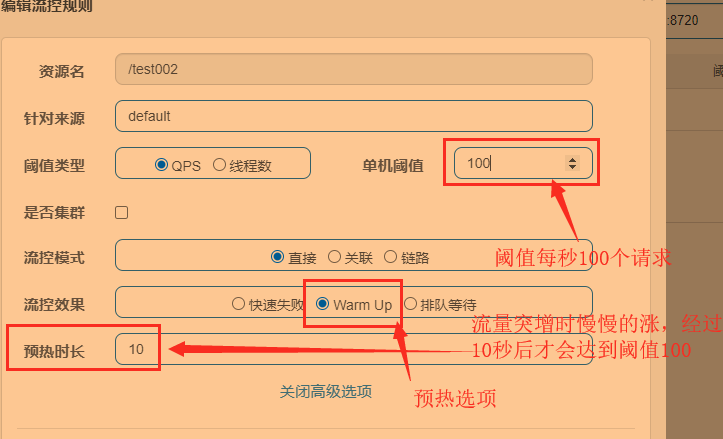 编辑流控规则
:8720
资源名 /test002
阈
针对来源 default
阈值类型 QPS 线程数 单机阈值 100
是否集群
阈值每秒100个请求
流控模式 直接 关联 链路
流控效果 快速失败 Warm Up 排队等待
流量突增时慢慢的涨，经过
10秒后才会达到阈值100
预热时长 10
关闭高级选项
预热选项